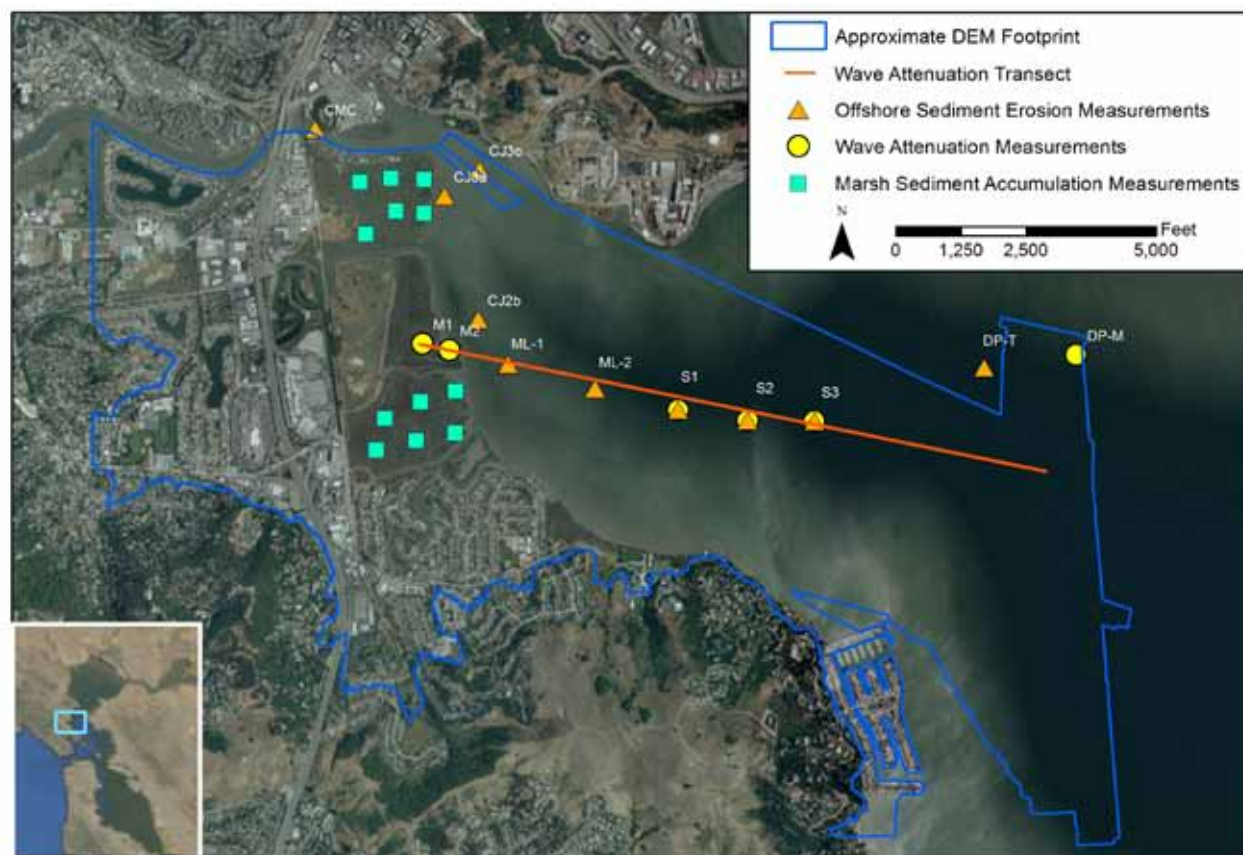 Approximate DEM Footprint
Wave Attenuation Transect
Offshore Sediment Erosion Measurements
Wave Attenuation Measurements
Marsh Sediment Accumulation Measurements
N
Feet
0 1,250 2,500 5,000
CMC
CJ3c
CJ3a
CJ2b
M1
M2
ML-1
ML-2
S1
S2
S3
DP-T
DP-M